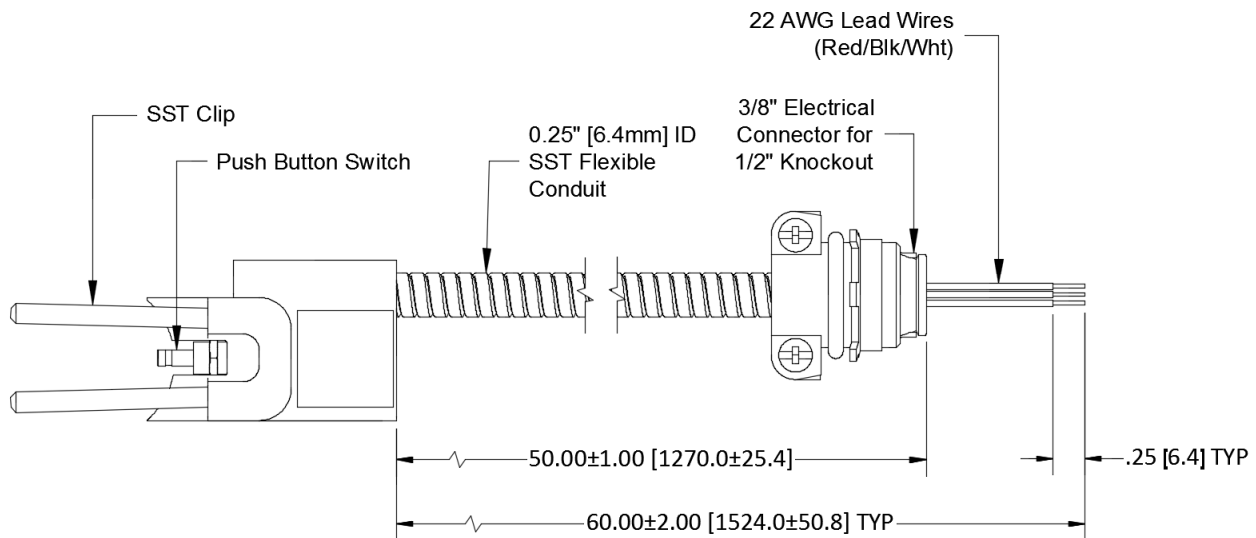 22 AWG Lead Wires
(Red/Blk/Wht)
SST Clip
Push Button Switch
0.25" [6.4mm] ID
SST Flexible
Conduit
3/8" Electrical
Connector for
1/2" Knockout
50.00±1.00 [1270.0±25.4]
.25 [6.4] TYP
60.00±2.00 [1524.0±50.8] TYP